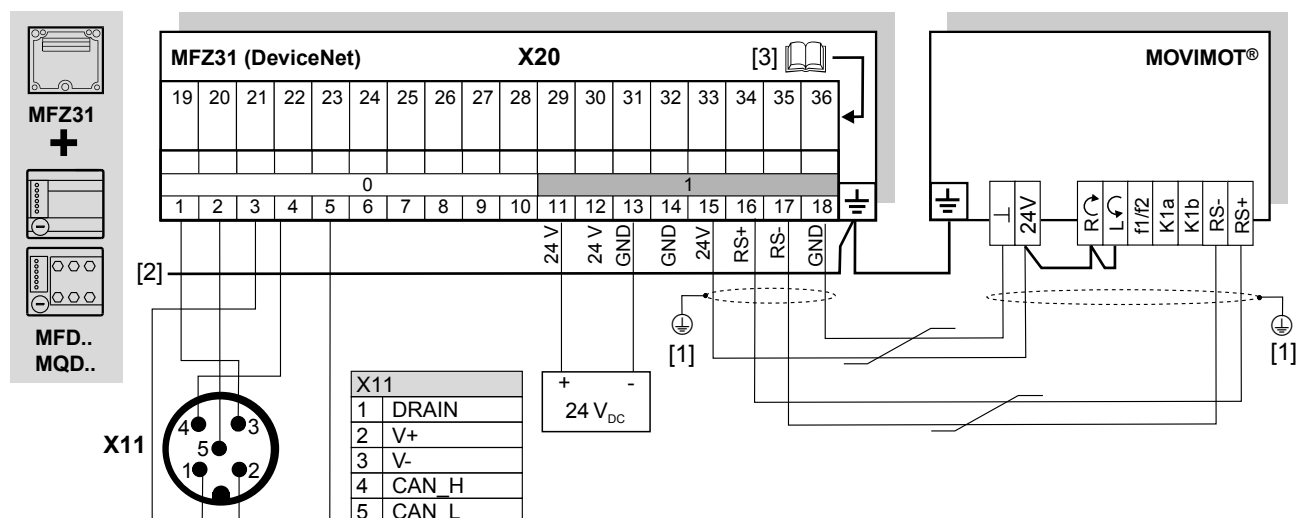 MFZ31
+
MFD..
MQD..
MFZ31 (DeviceNet) X20 [3]
19 20 21 22 23 24 25 26 27 28 29 30 31 32 33 34 35 36
0 1
1 2 3 4 5 6 7 8 9 10 11 12 13 14 15 16 17 18
24 V 24 V GND GND 24V RS+ RS- GND
MOVIMOT®
⊥ 24V R L f1/f2 K1a K1b RS- RS+
[2]
[1]
[1]
+ -
24 VDC
X11
4 3
5
1 2
X11
1 DRAIN
2 V+
3 V-
4 CAN_H
5 CAN_L